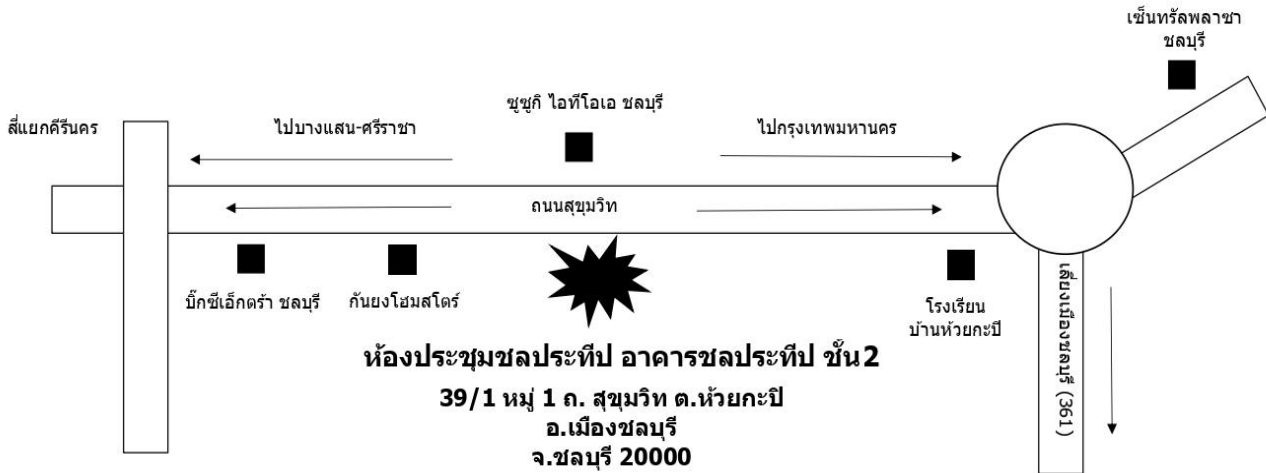 เซ็นทรัลพลาซา
ชลบุรี
ซูซูกิ ไอทีโอเอ ชลบุรี
สี่แยกคีรีนคร
ไปบางแสน-ศรีราชา
ไปกรุงเทพมหานคร
ถนนสุขุมวิท
บิ๊กซีเอ็กตร้า ชลบุรี
กันยงโฮมสโตร์
โรงเรียน
บ้านห้วยกะปิ
เลี่ยงเมืองชลบุรี (361)
ห้องประชุมชลประทีป อาคารชลประทีป ชั้น2
39/1 หมู่ 1 ถ. สุขุมวิท ต.ห้วยกะปิ
อ.เมืองชลบุรี
จ.ชลบุรี 20000